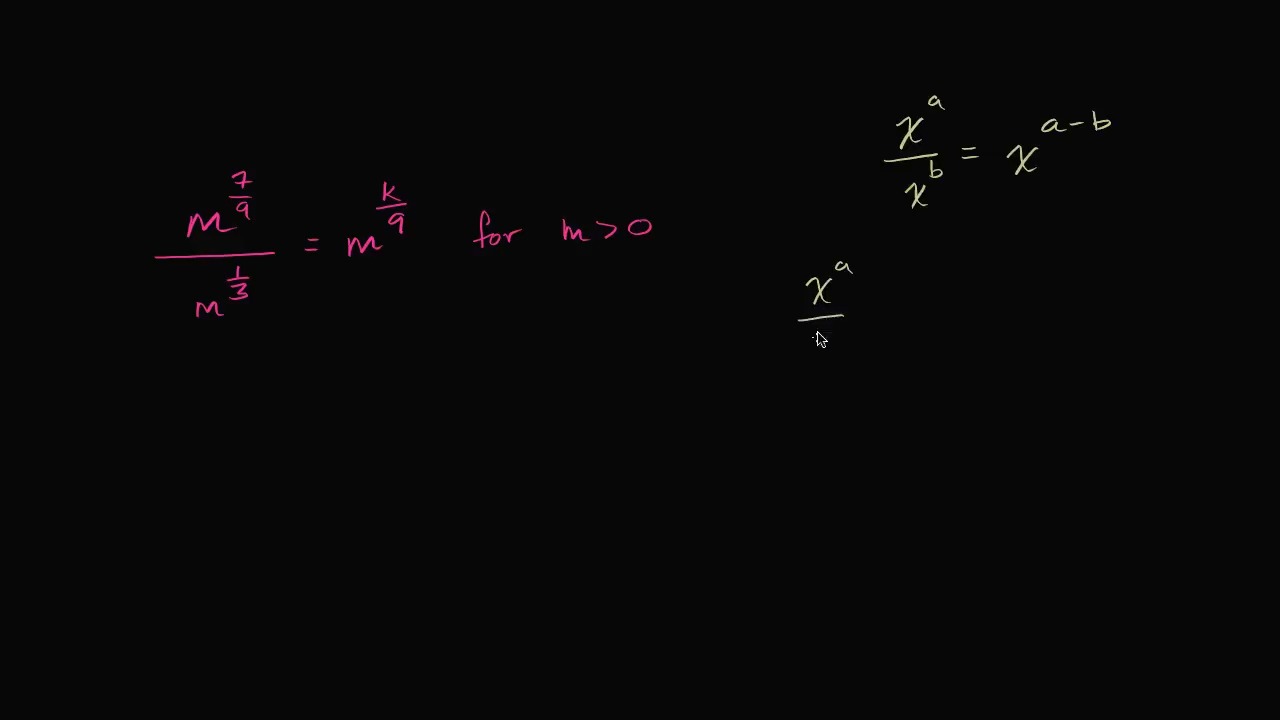 m^{7/9} / m^{1/3} = m^{k/9} for m > 0
x^a / x^b = x^{a-b}
x^a